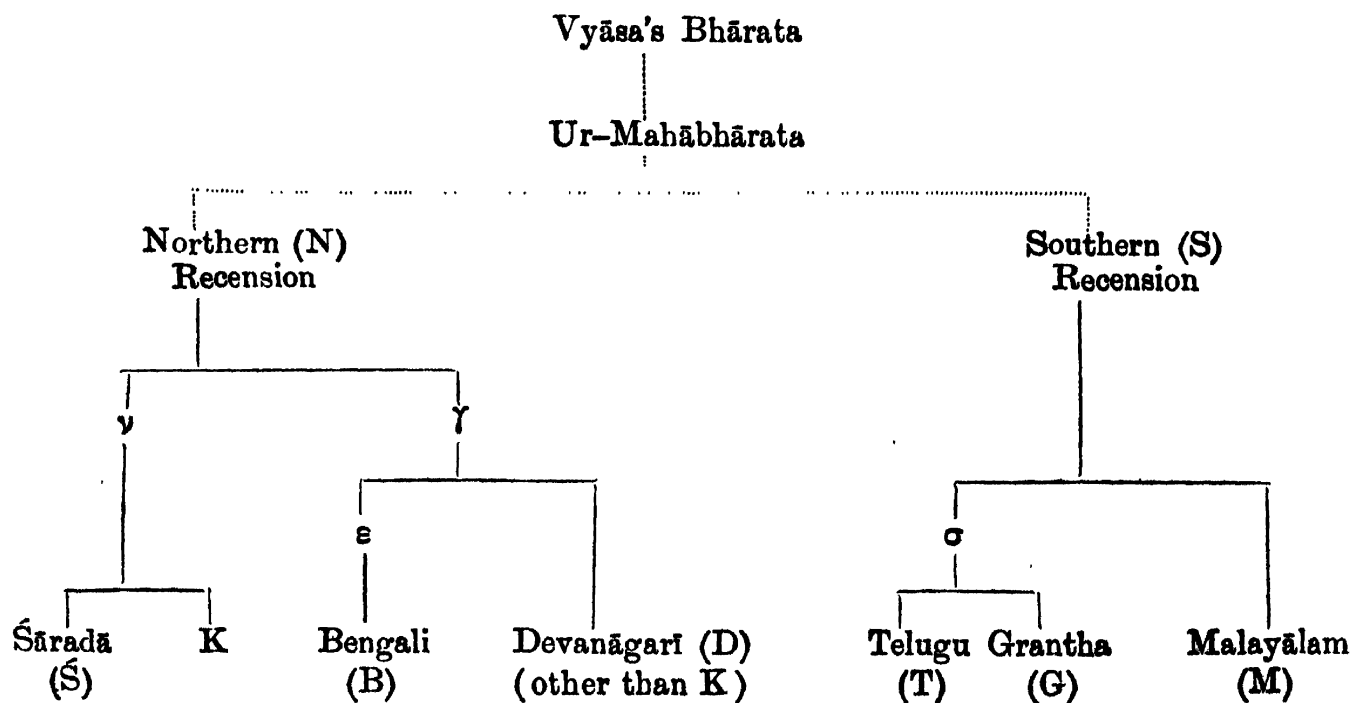 Vyāsa's Bhārata
Ur-Mahābhārata
Northern (N)
Recension
Southern (S)
Recension
ν
γ
ε
σ
Śāradā
(Ś)
K
Bengali
(B)
Devanāgarī (D)
(other than K)
Telugu
(T)
Grantha
(G)
Malayālam
(M)